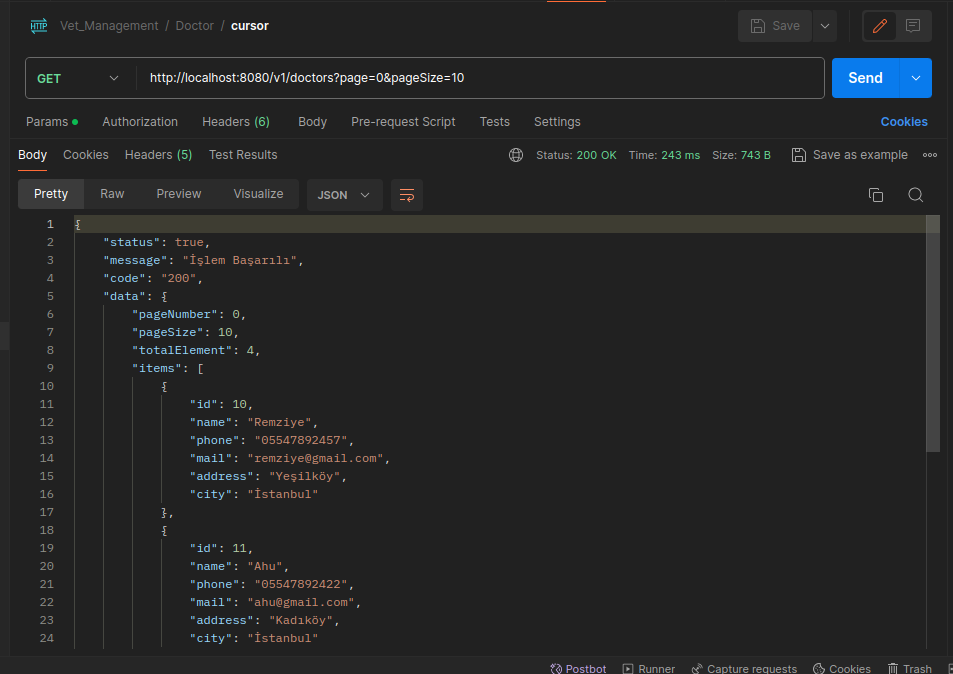 HTTP Vet_Management / Doctor / cursor Save
GET http://localhost:8080/v1/doctors?page=0&pageSize=10 Send
Params Authorization Headers (6) Body Pre-request Script Tests Settings Cookies
Body Cookies Headers (5) Test Results Status: 200 OK Time: 243 ms Size: 743 B Save as example
Pretty Raw Preview Visualize JSON
1 {
2 "status": true,
3 "message": "İşlem Başarılı",
4 "code": "200",
5 "data": {
6 "pageNumber": 0,
7 "pageSize": 10,
8 "totalElement": 4,
9 "items": [
10 {
11 "id": 10,
12 "name": "Remziye",
13 "phone": "05547892457",
14 "mail": "remziye@gmail.com",
15 "address": "Yeşilköy",
16 "city": "İstanbul"
17 },
18 {
19 "id": 11,
20 "name": "Ahu",
21 "phone": "05547892422",
22 "mail": "ahu@gmail.com",
23 "address": "Kadıköy",
24 "city": "İstanbul"
Postbot Runner Capture requests Cookies Trash